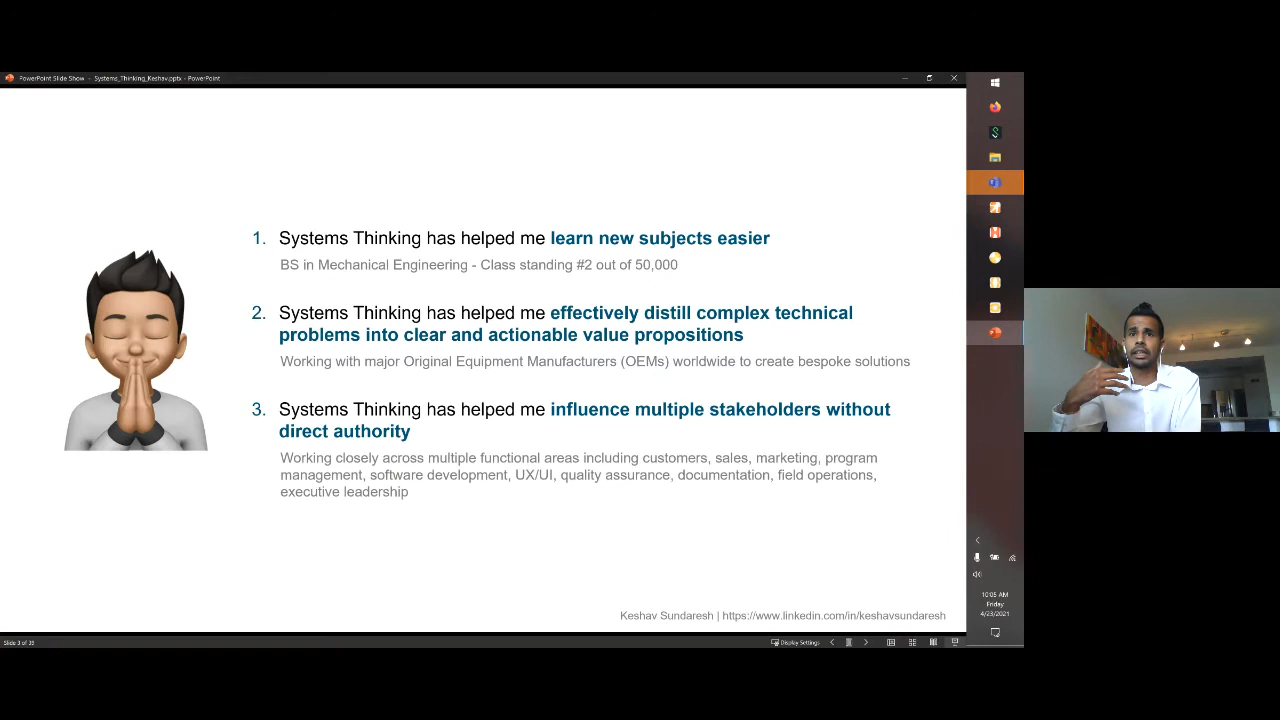 PowerPoint Slide Show - Systems_Thinking_Keshav.pptx - PowerPoint
1. Systems Thinking has helped me learn new subjects easier
BS in Mechanical Engineering - Class standing #2 out of 50,000
2. Systems Thinking has helped me effectively distill complex technical
problems into clear and actionable value propositions
Working with major Original Equipment Manufacturers (OEMs) worldwide to create bespoke solutions
3. Systems Thinking has helped me influence multiple stakeholders without
direct authority
Working closely across multiple functional areas including customers, sales, marketing, program
management, software development, UX/UI, quality assurance, documentation, field operations,
executive leadership
Keshav Sundaresh | https://www.linkedin.com/in/keshavsundaresh
Slide 3 of 39
Display Settings
10:05 AM
Friday
4/23/2021